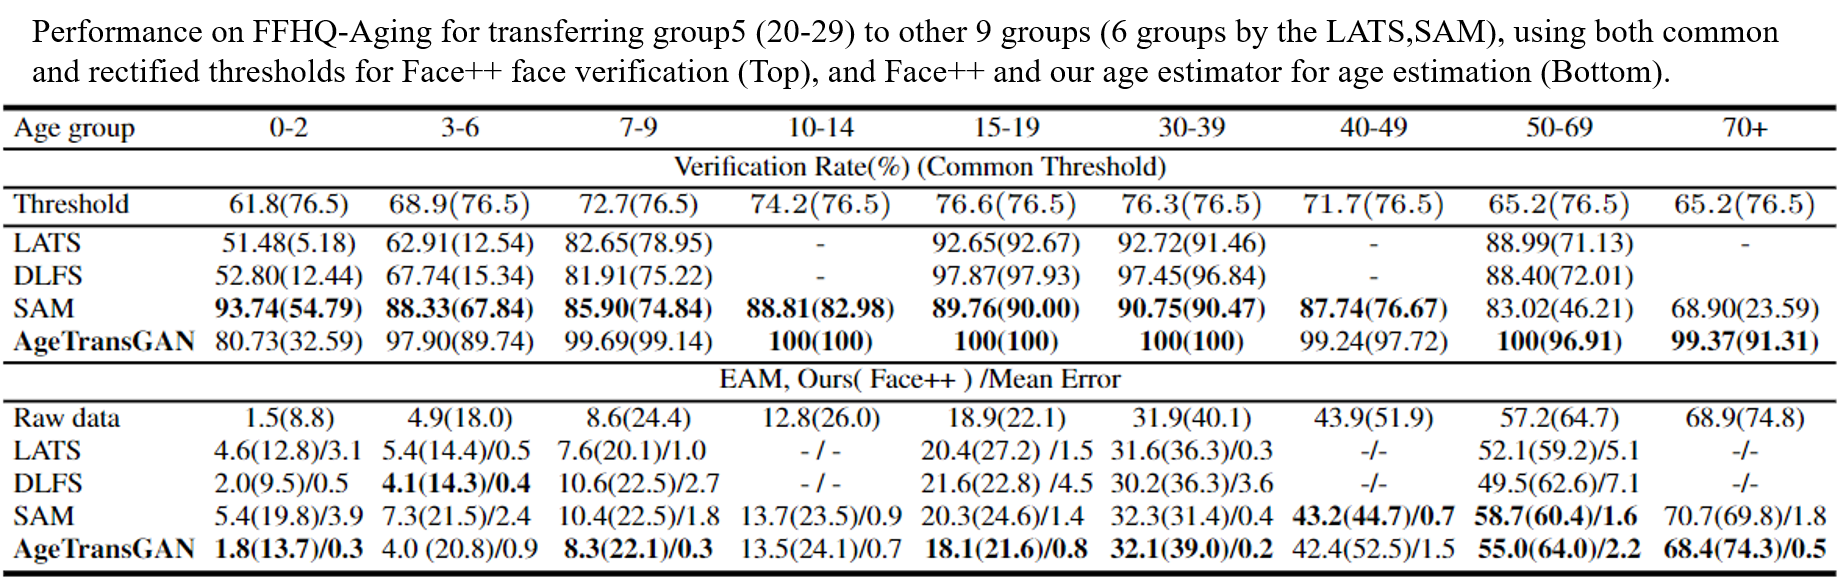 Performance on FFHQ-Aging for transferring group5 (20-29) to other 9 groups (6 groups by the LATS,SAM), using both common
and rectified thresholds for Face++ face verification (Top), and Face++ and our age estimator for age estimation (Bottom).
Age group 0-2 3-6 7-9 10-14 15-19 30-39 40-49 50-69 70+
Verification Rate(%) (Common Threshold)
Threshold 61.8(76.5) 68.9(76.5) 72.7(76.5) 74.2(76.5) 76.6(76.5) 76.3(76.5) 71.7(76.5) 65.2(76.5) 65.2(76.5)
LATS 51.48(5.18) 62.91(12.54) 82.65(78.95) - 92.65(92.67) 92.72(91.46) - 88.99(71.13) -
DLFS 52.80(12.44) 67.74(15.34) 81.91(75.22) - 97.87(97.93) 97.45(96.84) - 88.40(72.01)
SAM 93.74(54.79) 88.33(67.84) 85.90(74.84) 88.81(82.98) 89.76(90.00) 90.75(90.47) 87.74(76.67) 83.02(46.21) 68.90(23.59)
AgeTransGAN 80.73(32.59) 97.90(89.74) 99.69(99.14) 100(100) 100(100) 100(100) 99.24(97.72) 100(96.91) 99.37(91.31)
EAM, Ours( Face++ ) /Mean Error
Raw data 1.5(8.8) 4.9(18.0) 8.6(24.4) 12.8(26.0) 18.9(22.1) 31.9(40.1) 43.9(51.9) 57.2(64.7) 68.9(74.8)
LATS 4.6(12.8)/3.1 5.4(14.4)/0.5 7.6(20.1)/1.0 - / - 20.4(27.2) /1.5 31.6(36.3)/0.3 -/- 52.1(59.2)/5.1 -/-
DLFS 2.0(9.5)/0.5 4.1(14.3)/0.4 10.6(22.5)/2.7 - / - 21.6(22.8) /4.5 30.2(36.3)/3.6 -/- 49.5(62.6)/7.1 -/-
SAM 5.4(19.8)/3.9 7.3(21.5)/2.4 10.4(22.5)/1.8 13.7(23.5)/0.9 20.3(24.6)/1.4 32.3(31.4)/0.4 43.2(44.7)/0.7 58.7(60.4)/1.6 70.7(69.8)/1.8
AgeTransGAN 1.8(13.7)/0.3 4.0 (20.8)/0.9 8.3(22.1)/0.3 13.5(24.1)/0.7 18.1(21.6)/0.8 32.1(39.0)/0.2 42.4(52.5)/1.5 55.0(64.0)/2.2 68.4(74.3)/0.5